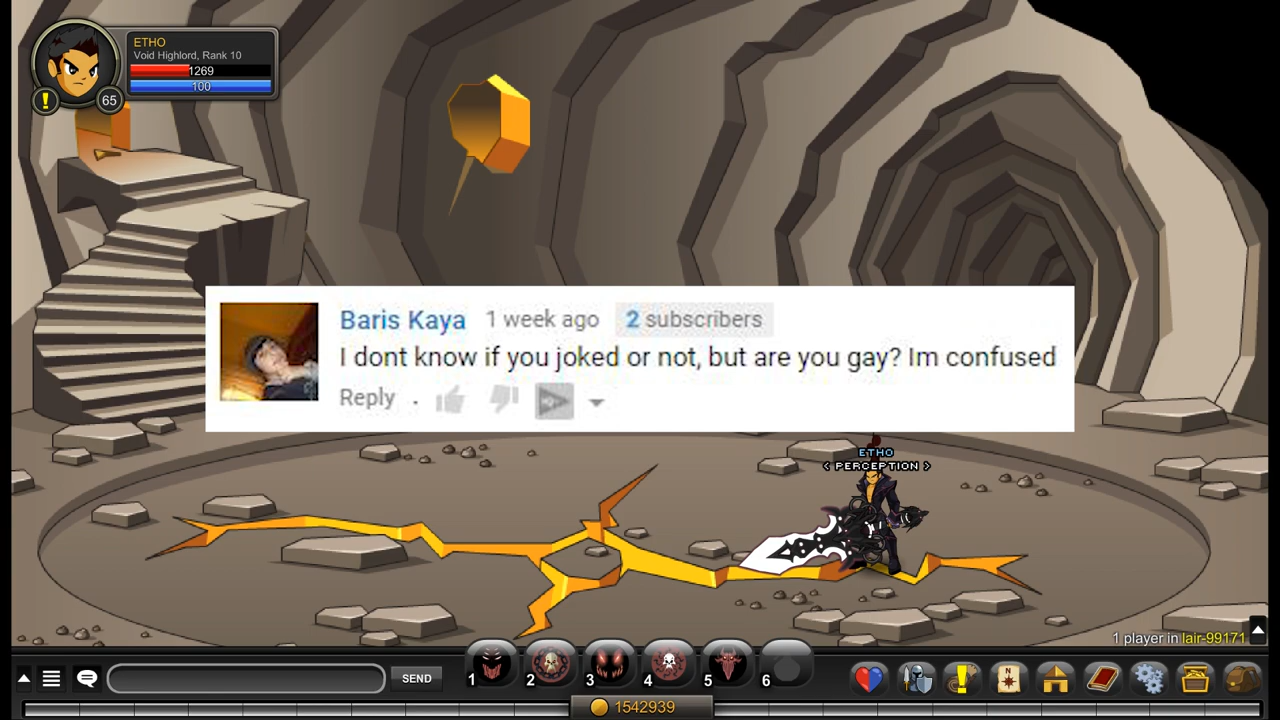 ETHO
Void Highlord, Rank 10
1269
100
!
65
Baris Kaya 1 week ago 2 subscribers
I dont know if you joked or not, but are you gay? Im confused
Reply .
ETHO
< PERCEPTION >
1 player in lair-99171
SEND
1 2 3 4 5 6
N
1542939